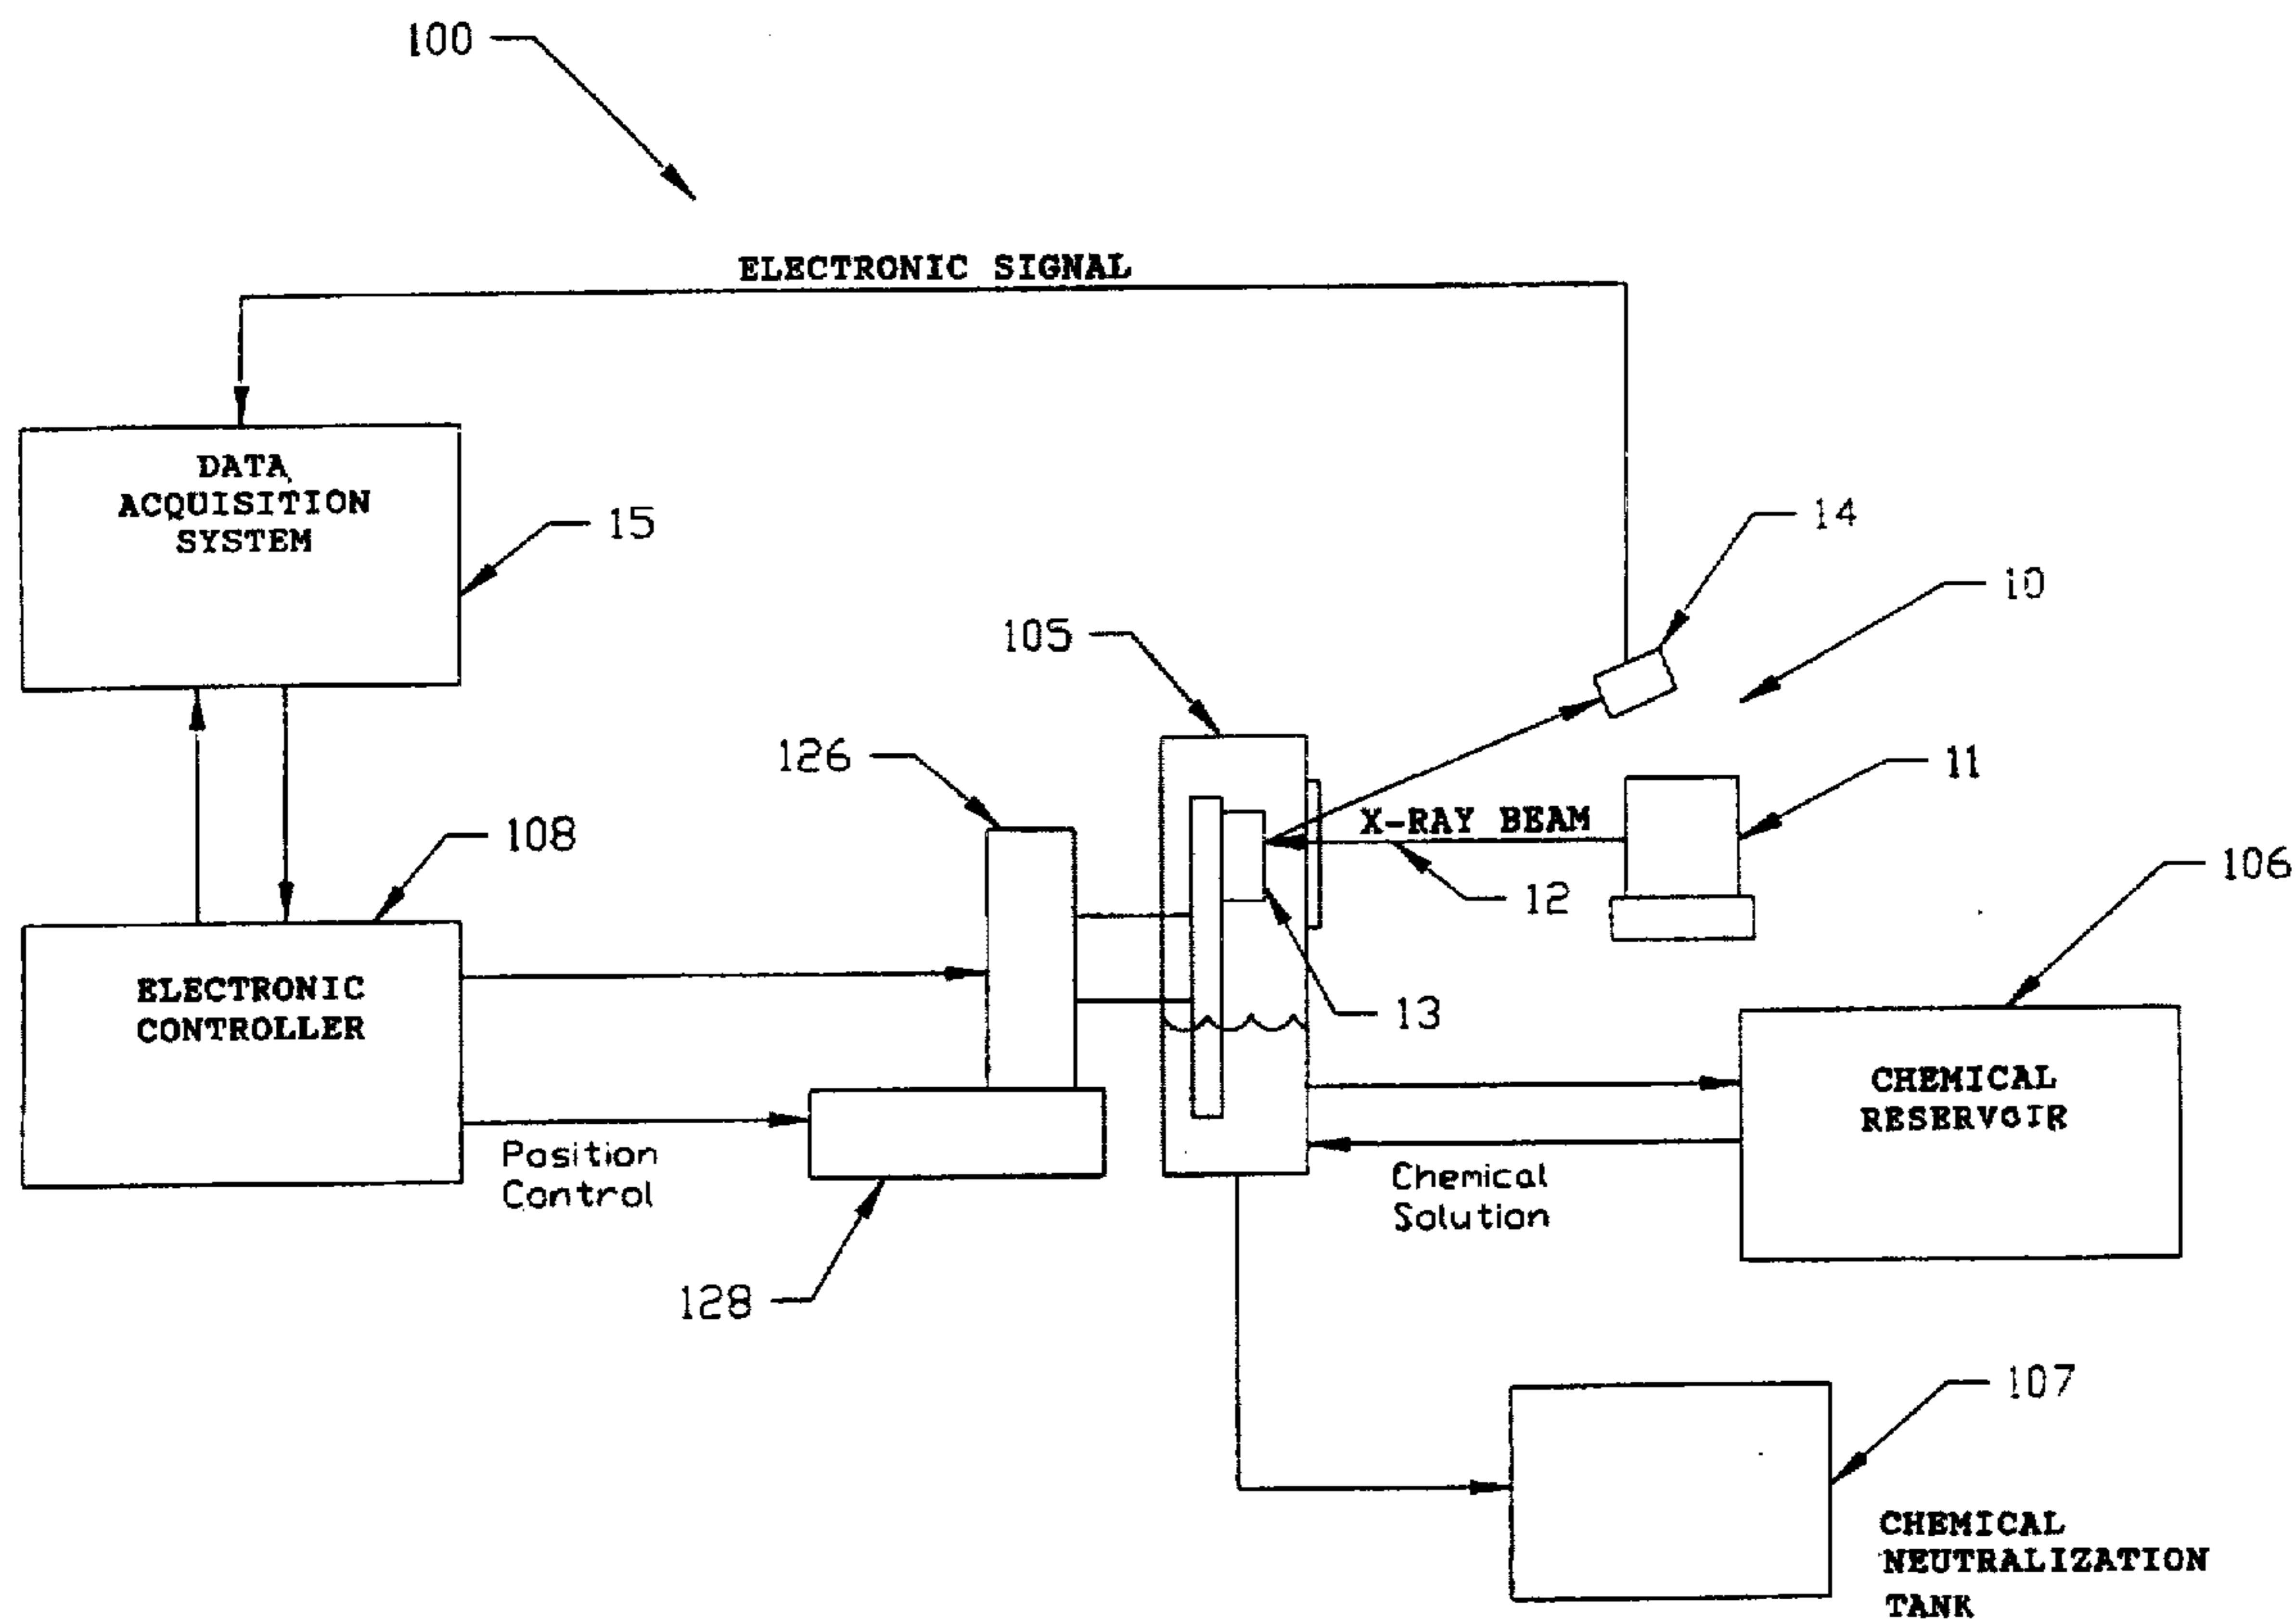 100
ELECTRONIC SIGNAL
DATA
ACQUISITION
SYSTEM
15
14
10
105
126
11
X-RAY BEAM
108
12
106
13
ELECTRONIC
CONTROLLER
CHEMICAL
RESERVOIR
Position
Control
Chemical
Solution
128
107
CHEMICAL
NEUTRALIZATION
TANK